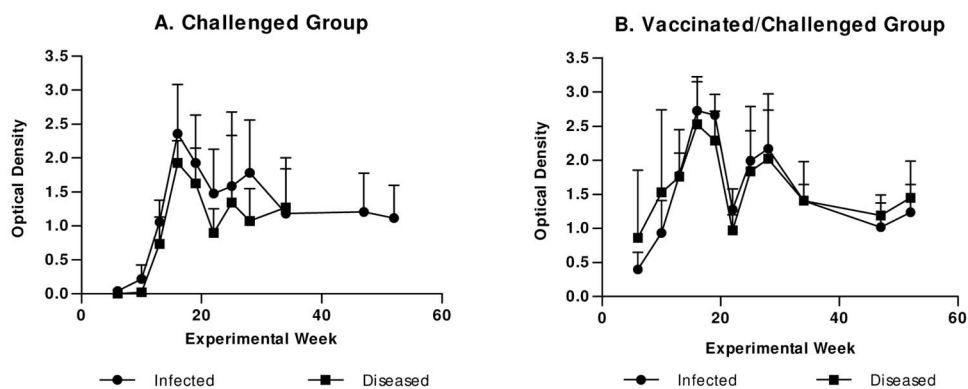 A. Challenged Group
3.5
3.0
2.5
2.0
1.5
1.0
0.5
0.0
Optical Density
0
20
40
60
Experimental Week
Infected
Diseased
B. Vaccinated/Challenged Group
3.5
3.0
2.5
2.0
1.5
1.0
0.5
0.0
Optical Density
0
20
40
60
Experimental Week
Infected
Diseased